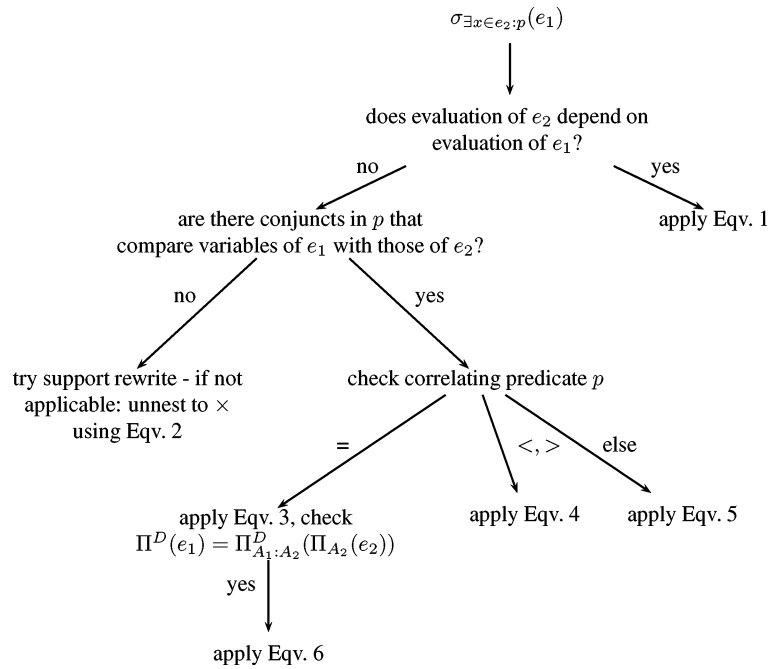 σ∃x∈e₂:p(e₁)
does evaluation of e₂ depend on
evaluation of e₁?
no
yes
are there conjuncts in p that
compare variables of e₁ with those of e₂?
apply Eqv. 1
no
yes
try support rewrite - if not
applicable: unnest to ×
using Eqv. 2
check correlating predicate p
=
<, >
else
apply Eqv. 3, check
Π^D(e₁) = Π^D_{A₁:A₂}(Π_{A₂}(e₂))
apply Eqv. 4
apply Eqv. 5
yes
apply Eqv. 6